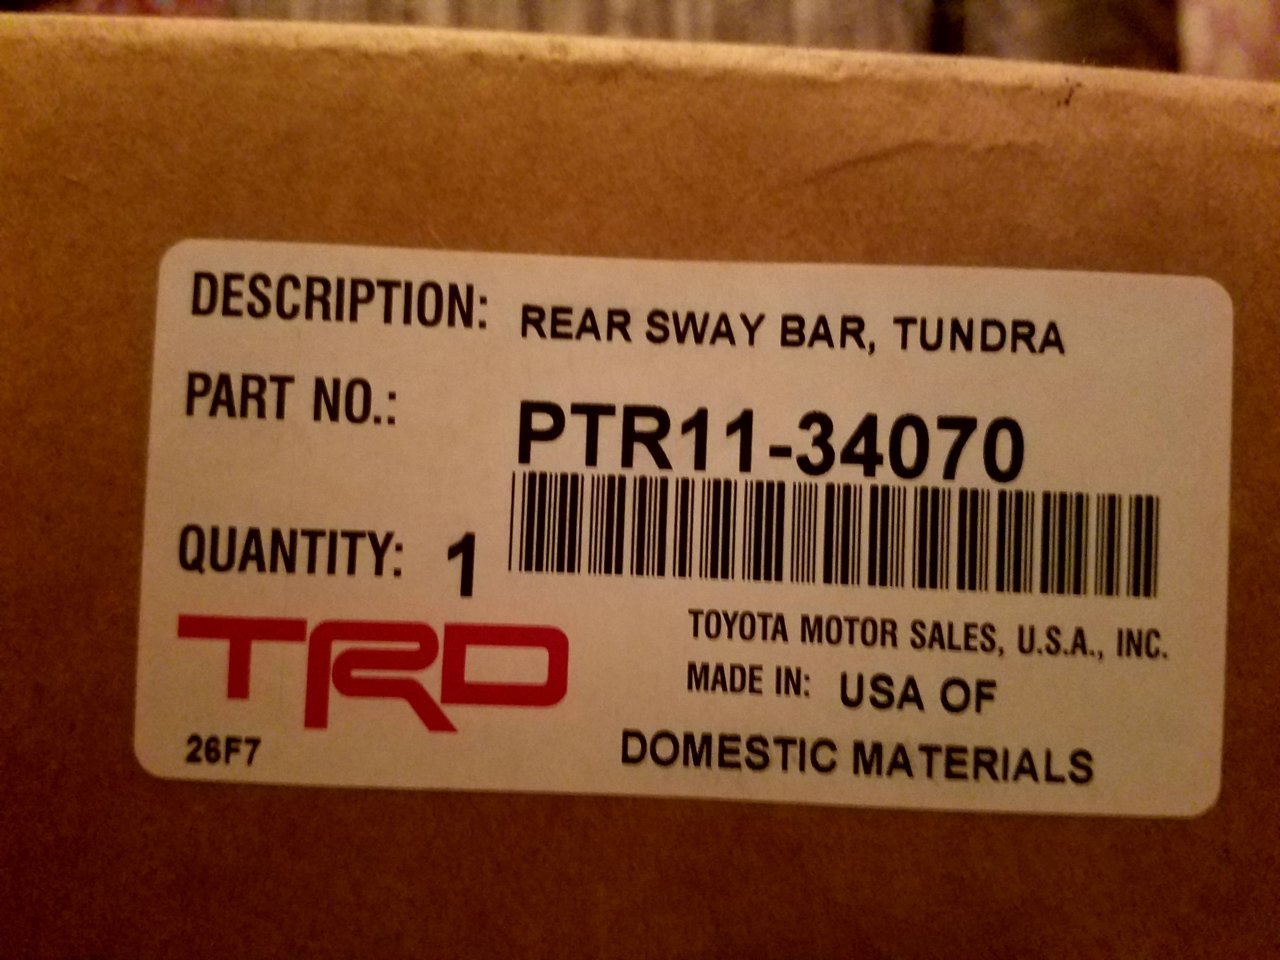 DESCRIPTION: REAR SWAY BAR, TUNDRA
PART NO.: PTR11-34070
QUANTITY: 1
TOYOTA MOTOR SALES, U.S.A., INC.
TRD
MADE IN: USA OF
26F7 DOMESTIC MATERIALS